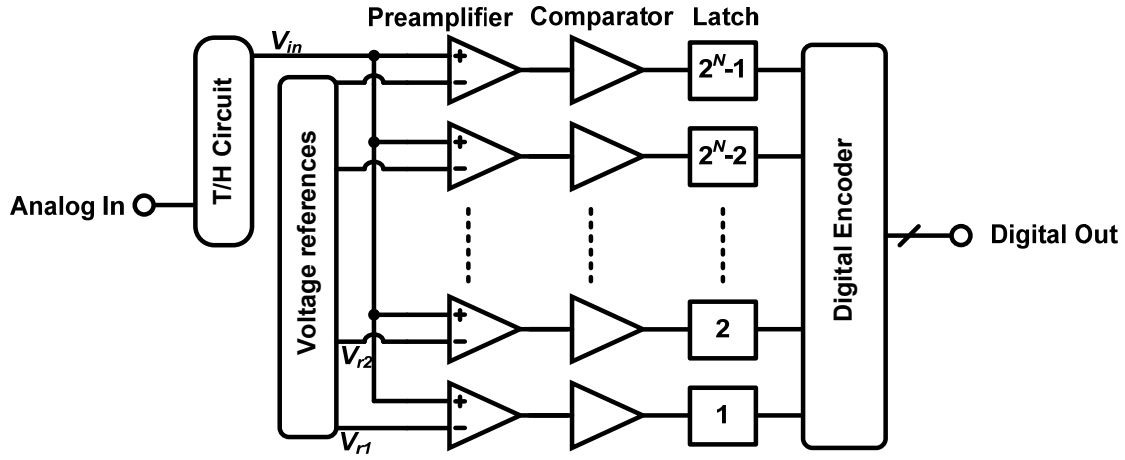 Preamplifier Comparator Latch
V_in
T/H Circuit
Voltage references
Analog In
+
−
2^N-1
+
−
2^N-2
Digital Encoder
Digital Out
+
−
V_r2
2
+
−
V_r1
1